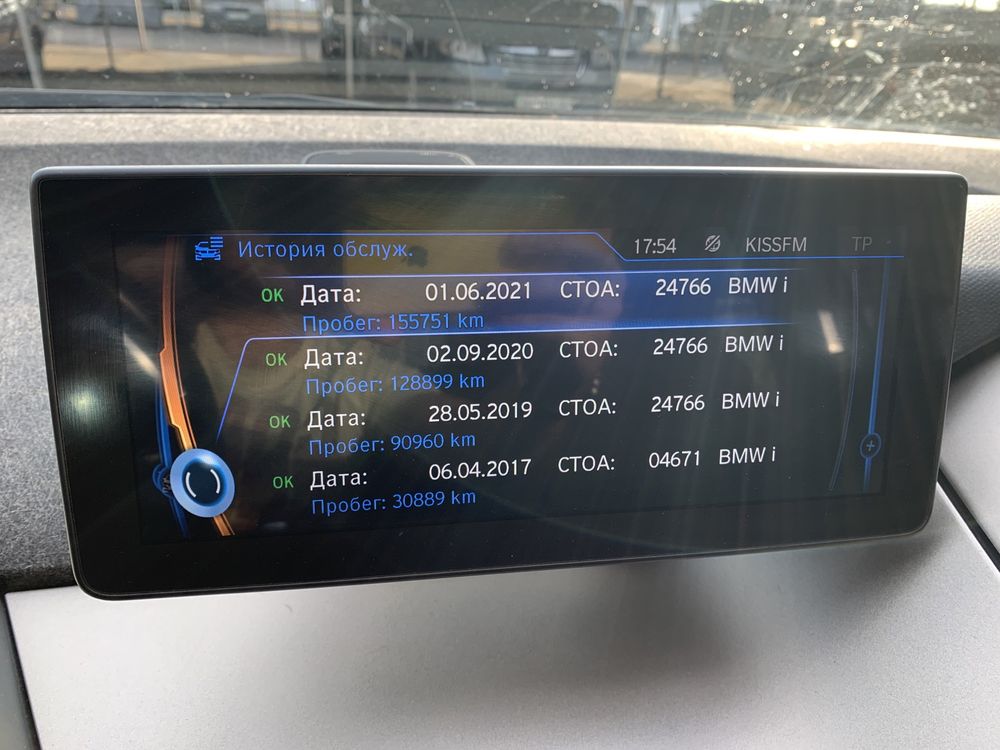 История обслуж. 17:54 KISSFM TP
OK Дата: 01.06.2021 СТОА: 24766 BMW i
Пробег: 155751 km
OK Дата: 02.09.2020 СТОА: 24766 BMW i
Пробег: 128899 km
OK Дата: 28.05.2019 СТОА: 24766 BMW i
Пробег: 90960 km
OK Дата: 06.04.2017 СТОА: 04671 BMW i
Пробег: 30889 km